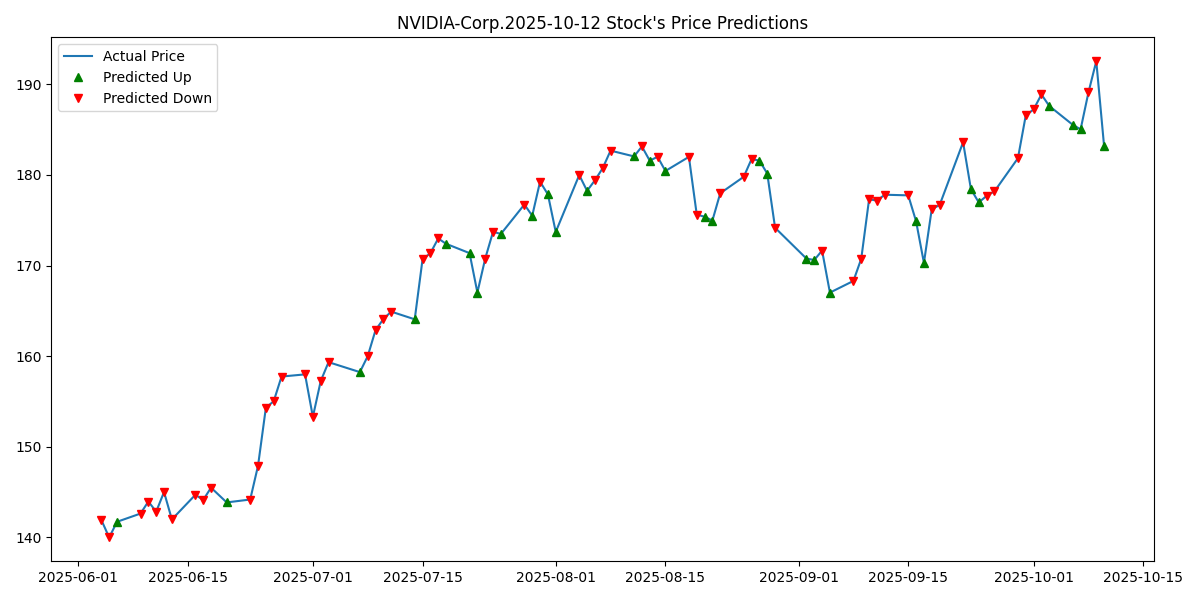 NVIDIA-Corp.2025-10-12 Stock's Price Predictions
Actual Price
Predicted Up
Predicted Down
190
180
170
160
150
140
2025-06-01 2025-06-15 2025-07-01 2025-07-15 2025-08-01 2025-08-15 2025-09-01 2025-09-15 2025-10-01 2025-10-15